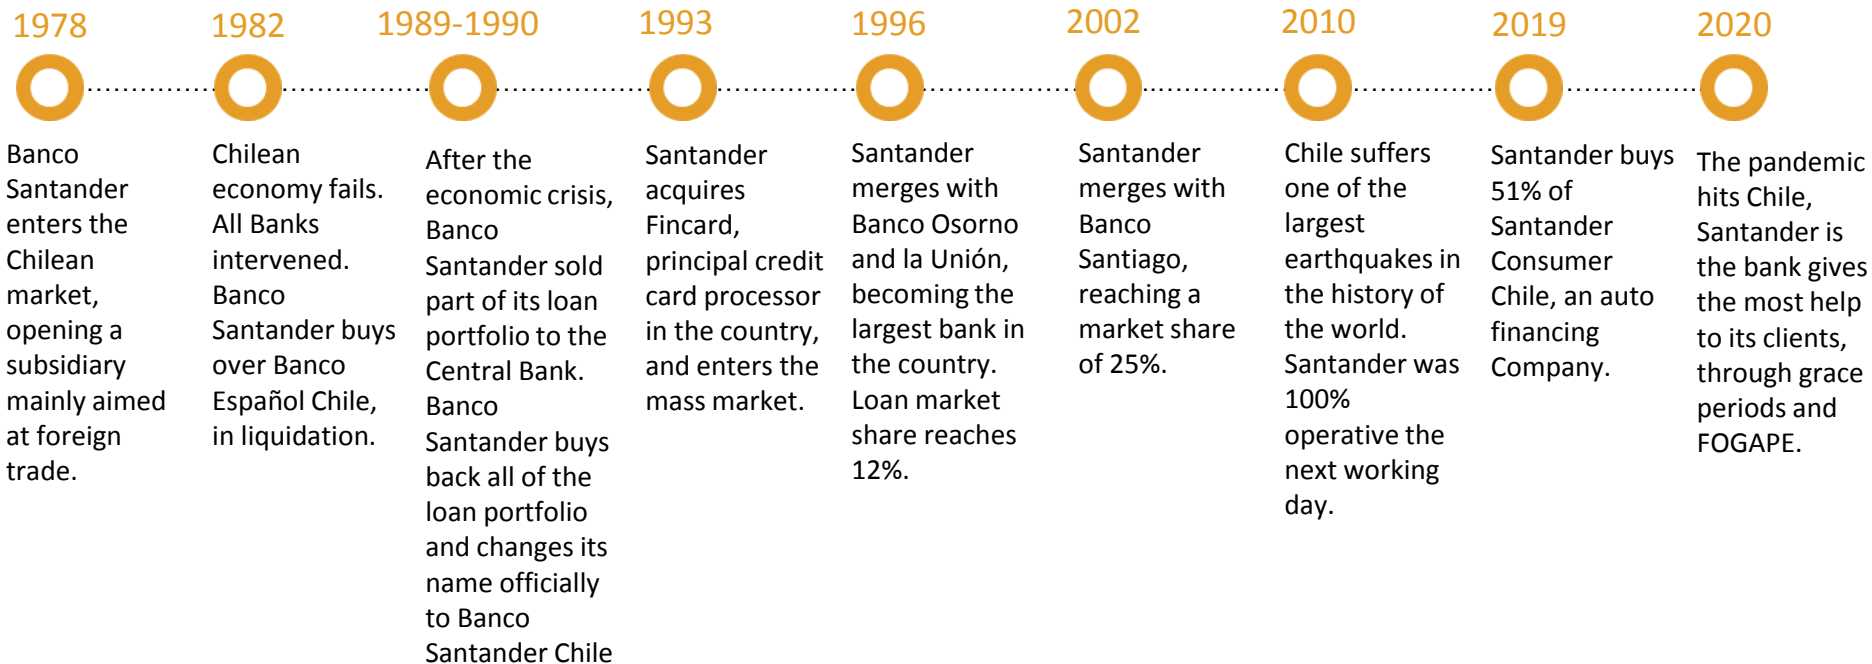 1978
Banco
Santander
enters the
Chilean
market,
opening a
subsidiary
mainly aimed
at foreign
trade.
1982
Chilean
economy fails.
All Banks
intervened.
Banco
Santander buys
over Banco
Español Chile,
in liquidation.
1989-1990
After the
economic crisis,
Banco
Santander sold
part of its loan
portfolio to the
Central Bank.
Banco
Santander buys
back all of the
loan portfolio
and changes its
name officially
to Banco
Santander Chile
1993
Santander
acquires
Fincard,
principal credit
card processor
in the country,
and enters the
mass market.
1996
Santander
merges with
Banco Osorno
and la Unión,
becoming the
largest bank in
the country.
Loan market
share reaches
12%.
2002
Santander
merges with
Banco
Santiago,
reaching a
market share
of 25%.
2010
Chile suffers
one of the
largest
earthquakes in
the history of
the world.
Santander was
100%
operative the
next working
day.
2019
Santander buys
51% of
Santander
Consumer
Chile, an auto
financing
Company.
2020
The pandemic
hits Chile,
Santander is
the bank gives
the most help
to its clients,
through grace
periods and
FOGAPE.